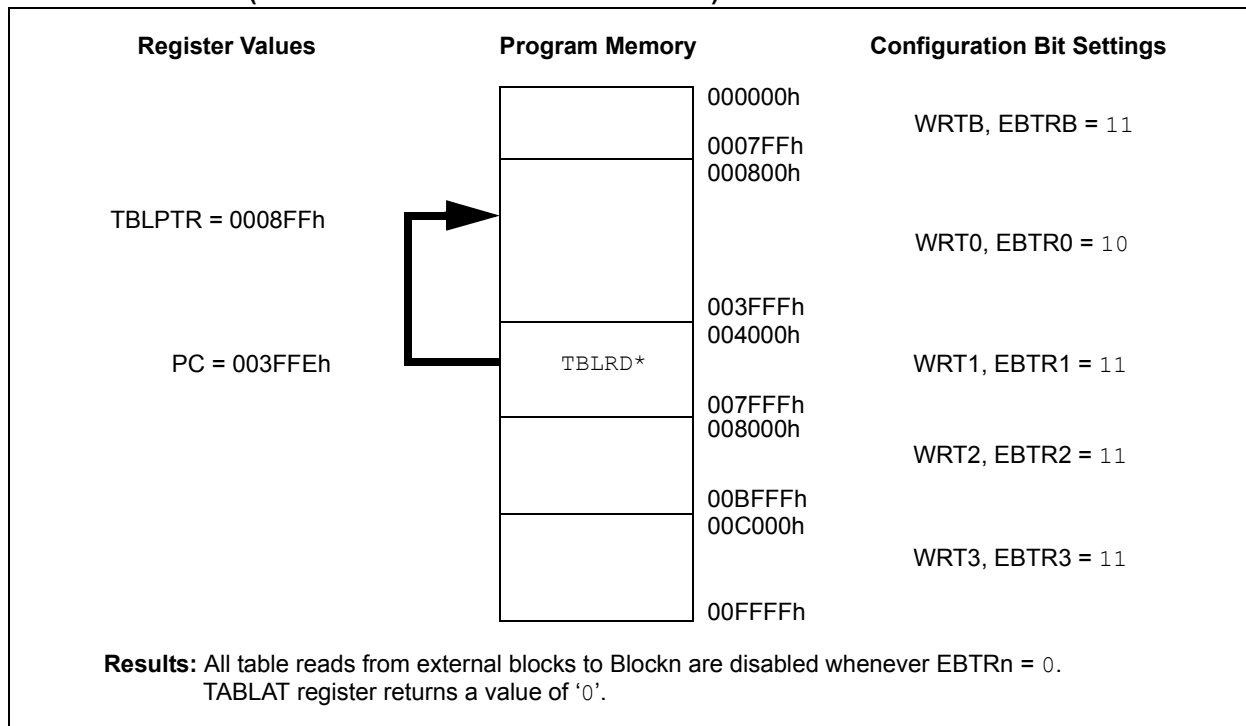 Register Values Program Memory Configuration Bit Settings
000000h
WRTB, EBTRB = 11
0007FFh
000800h
TBLPTR = 0008FFh
WRT0, EBTR0 = 10
003FFFh
004000h
PC = 003FFEh TBLRD* WRT1, EBTR1 = 11
007FFFh
008000h
WRT2, EBTR2 = 11
00BFFFh
00C000h
WRT3, EBTR3 = 11
00FFFFh
Results: All table reads from external blocks to Blockn are disabled whenever EBTRn = 0.
TABLAT register returns a value of ‘0’.